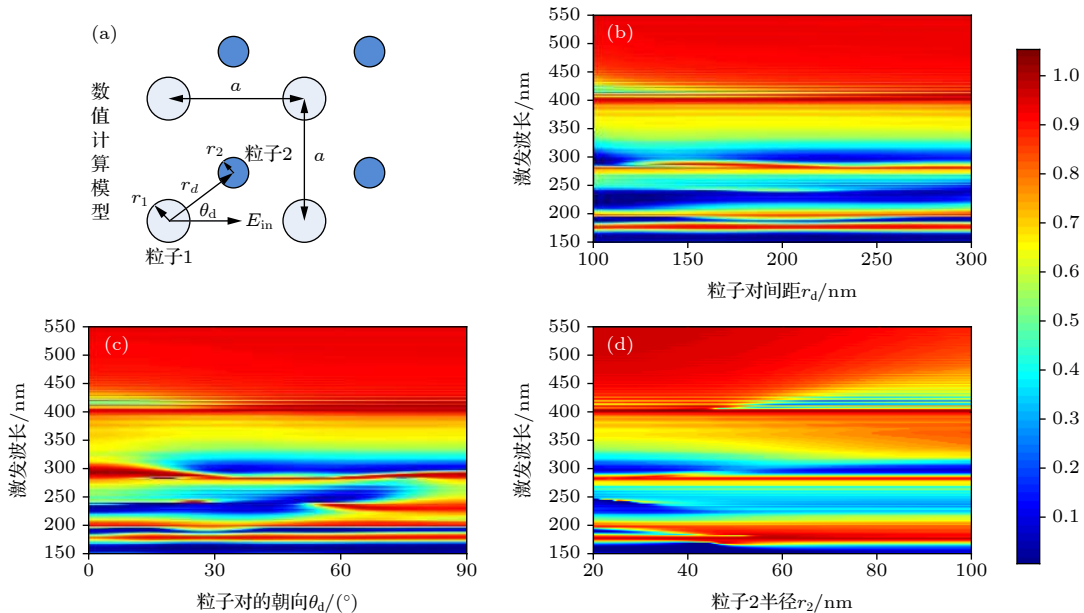 (a)
数值计算模型
a
a
r2
粒子2
rd
r1
θd
Ein
粒子1
(b)
激发波长/nm
550
500
450
400
350
300
250
200
150
100
150
200
250
300
粒子对间距rd/nm
1.0
0.9
0.8
0.7
0.6
0.5
0.4
0.3
0.2
0.1
(c)
激发波长/nm
550
500
450
400
350
300
250
200
150
0
30
60
90
粒子对的朝向θd/(°)
(d)
激发波长/nm
550
500
450
400
350
300
250
200
150
20
40
60
80
100
粒子2半径r2/nm